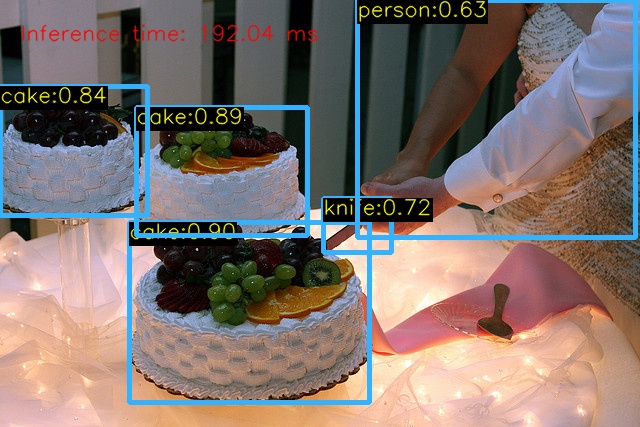 person:0.63
Inference time: 192.04 ms
cake:0.84
cake:0.89
knife:0.72
cake:0.90